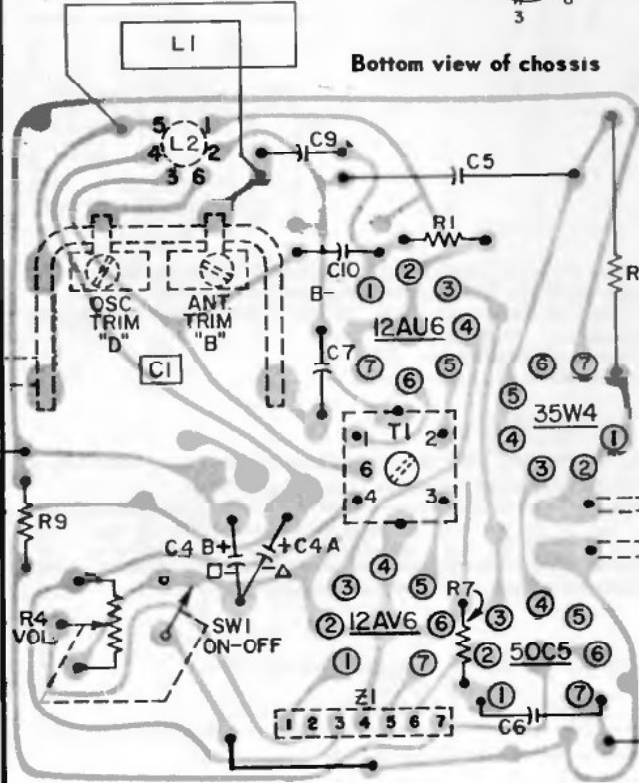 3
Bottom view of chassis
L1
5 1
L2
4 2
3 6
C9
C5
R1
C10
B-
1 2 3
12AU6 4
7 6 5
OSC. TRIM "D"
ANT. TRIM "B"
C1
C7
R
6 7
5
35W4
4 1
3 2
T1
1 2
6
4 3
R9
C4 B+
+C4A
□ - △
R4
VOL.
SW1
ON-OFF
3 4 5
2 12AV6 6
1 7
R7
3 4 5
2 50C5 6
1 7
C6
Z1
1 2 3 4 5 6 7